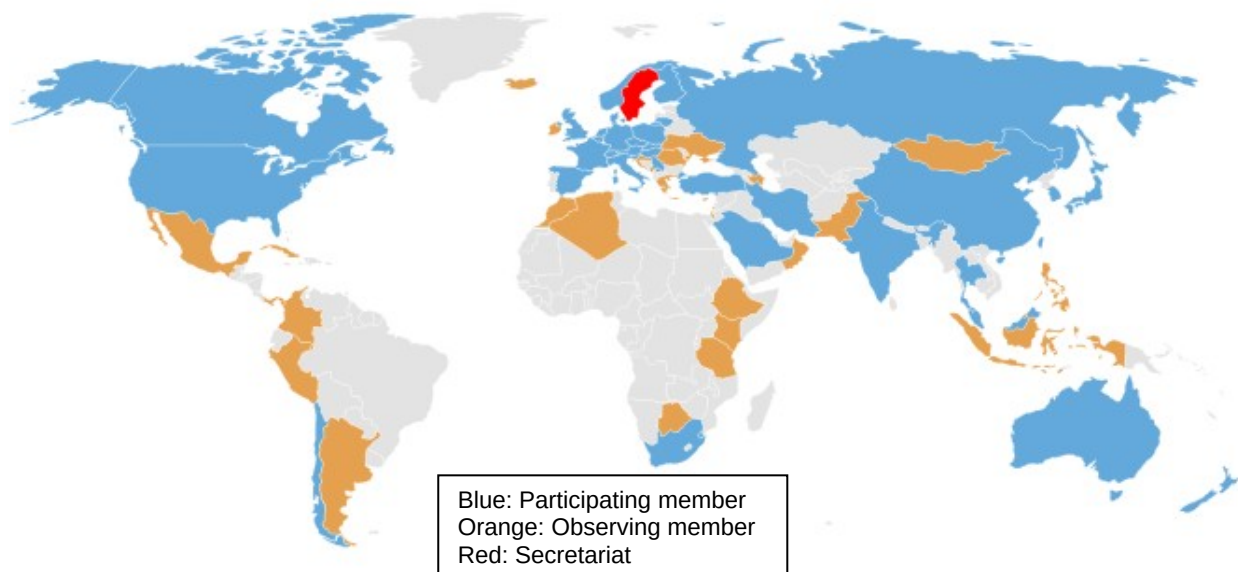 Blue: Participating member
Orange: Observing member
Red: Secretariat